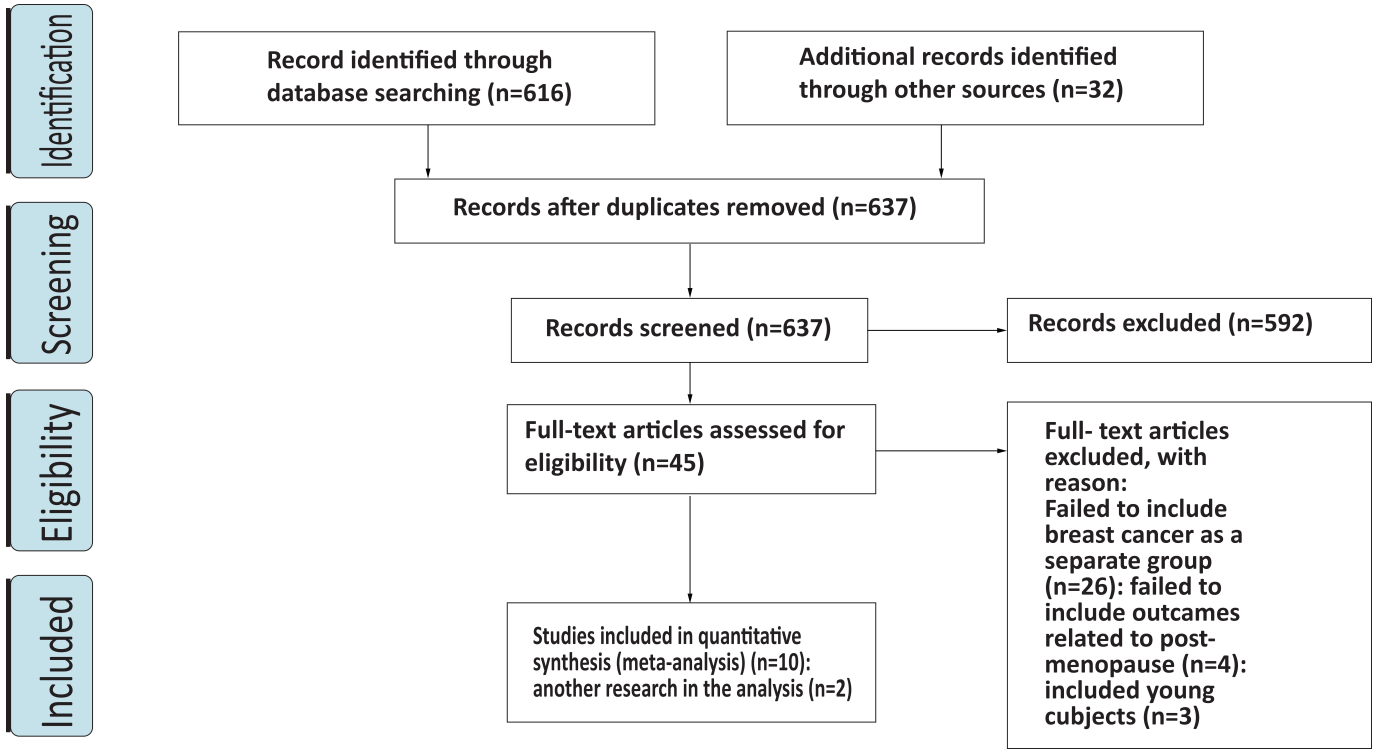 Identification
Record identified through
database searching (n=616)
Additional records identified
through other sources (n=32)
Records after duplicates removed (n=637)
Screening
Records screened (n=637)
Records excluded (n=592)
Eligibility
Full-text articles assessed for
eligibility (n=45)
Full- text articles
excluded, with
reason:
Failed to include
breast cancer as a
separate group
(n=26): failed to
include outcames
related to post-
menopause (n=4):
included young
cubjects (n=3)
Included
Studies included in quantitative
synthesis (meta-analysis) (n=10):
another research in the analysis (n=2)